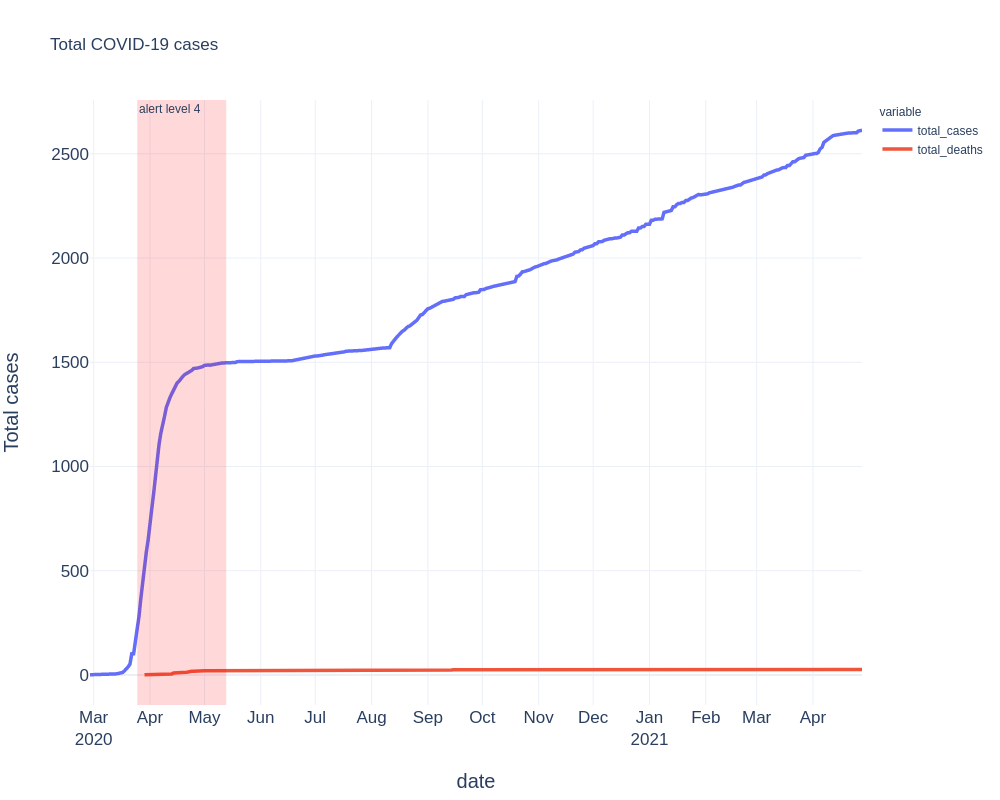 Total COVID-19 cases
alert level 4
variable
total_cases
total_deaths
2500
2000
1500
1000
500
0
Total cases
Mar Apr May Jun Jul Aug Sep Oct Nov Dec Jan Feb Mar Apr
2020 2021
date